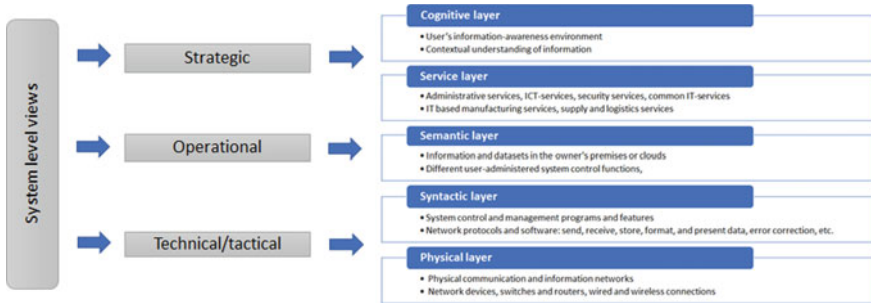 System level views
Strategic
Operational
Technical/tactical
Cognitive layer
• User's information-awareness environment
• Contextual understanding of information
Service layer
• Administrative services, ICT-services, security services, common IT-services
• IT based manufacturing services, supply and logistics services
Semantic layer
• Information and datasets in the owner's premises or clouds
• Different user-administered system control functions,
Syntactic layer
• System control and management programs and features
• Network protocols and software: send, receive, store, format, and present data, error correction, etc.
Physical layer
• Physical communication and information networks
• Network devices, switches and routers, wired and wireless connections